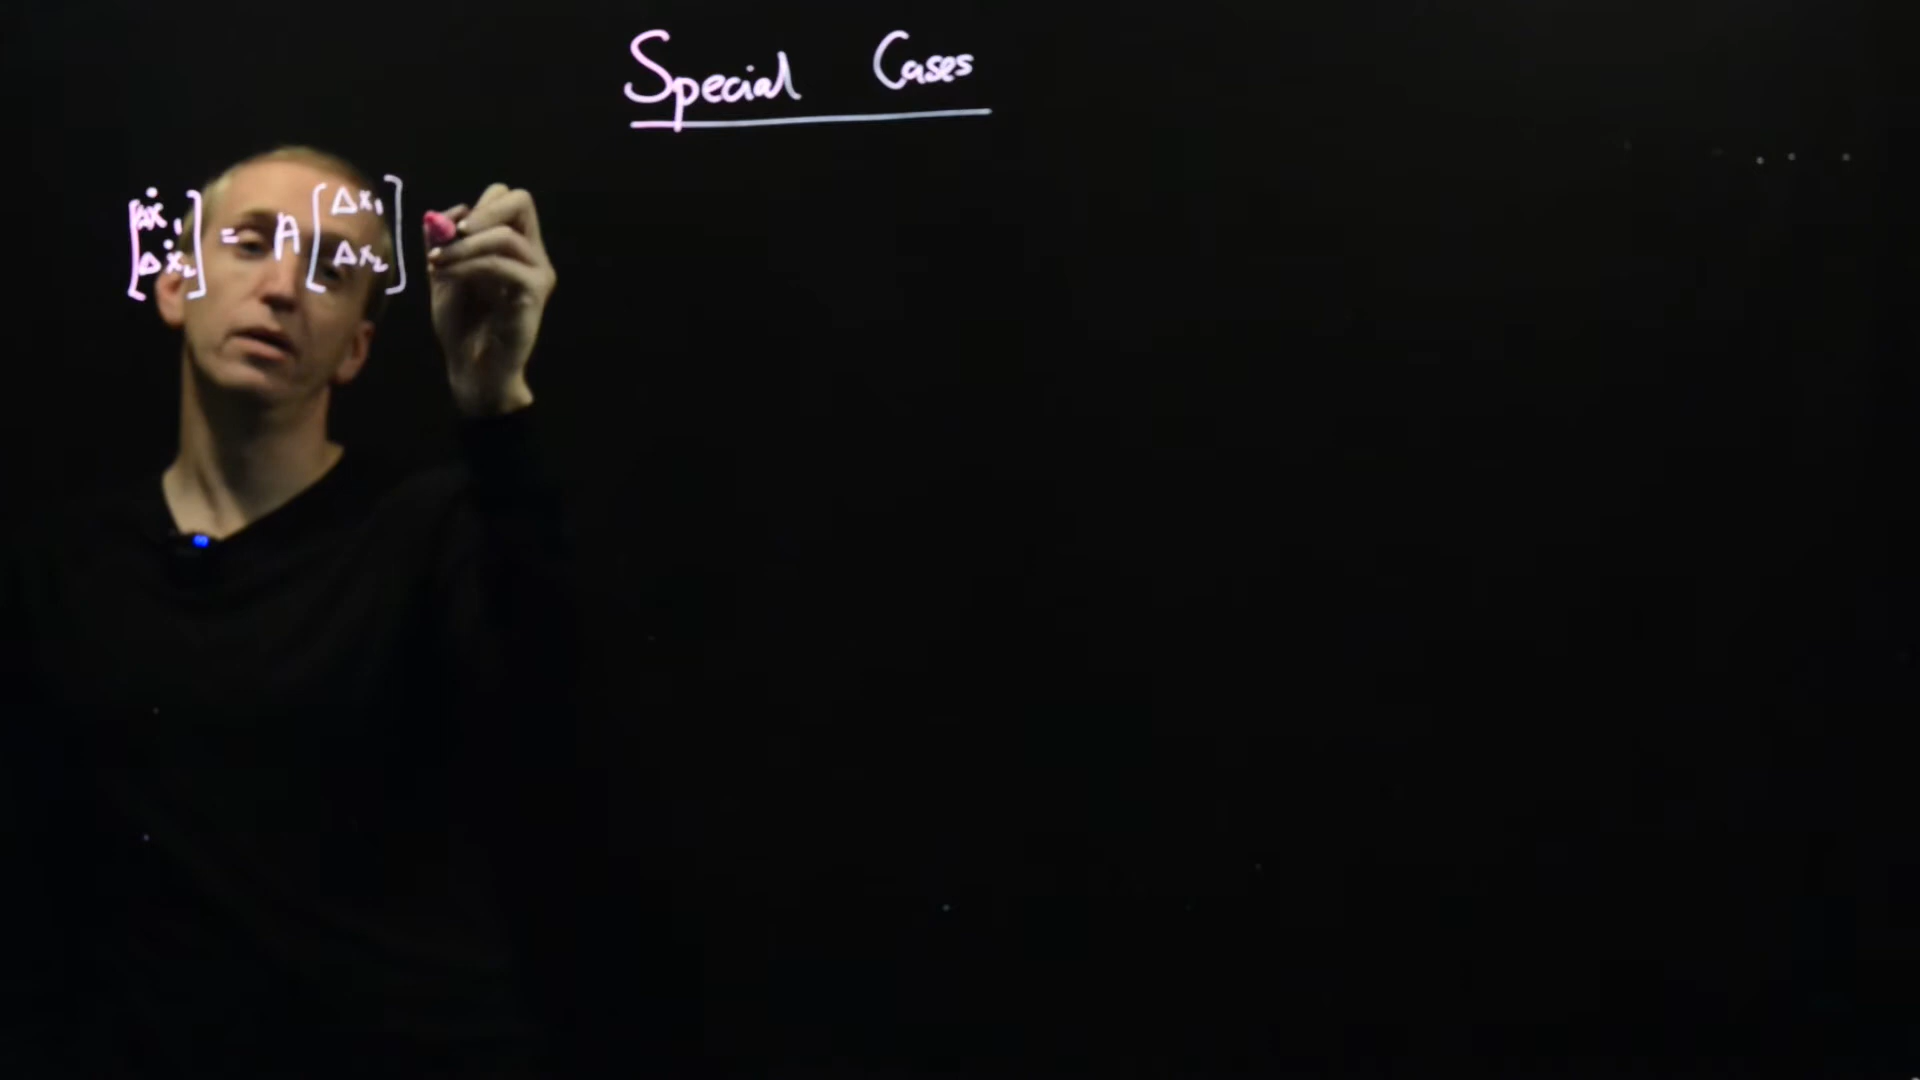 Special Cases
[Δẋ₁ Δẋ₂] = A [Δx₁ Δx₂]